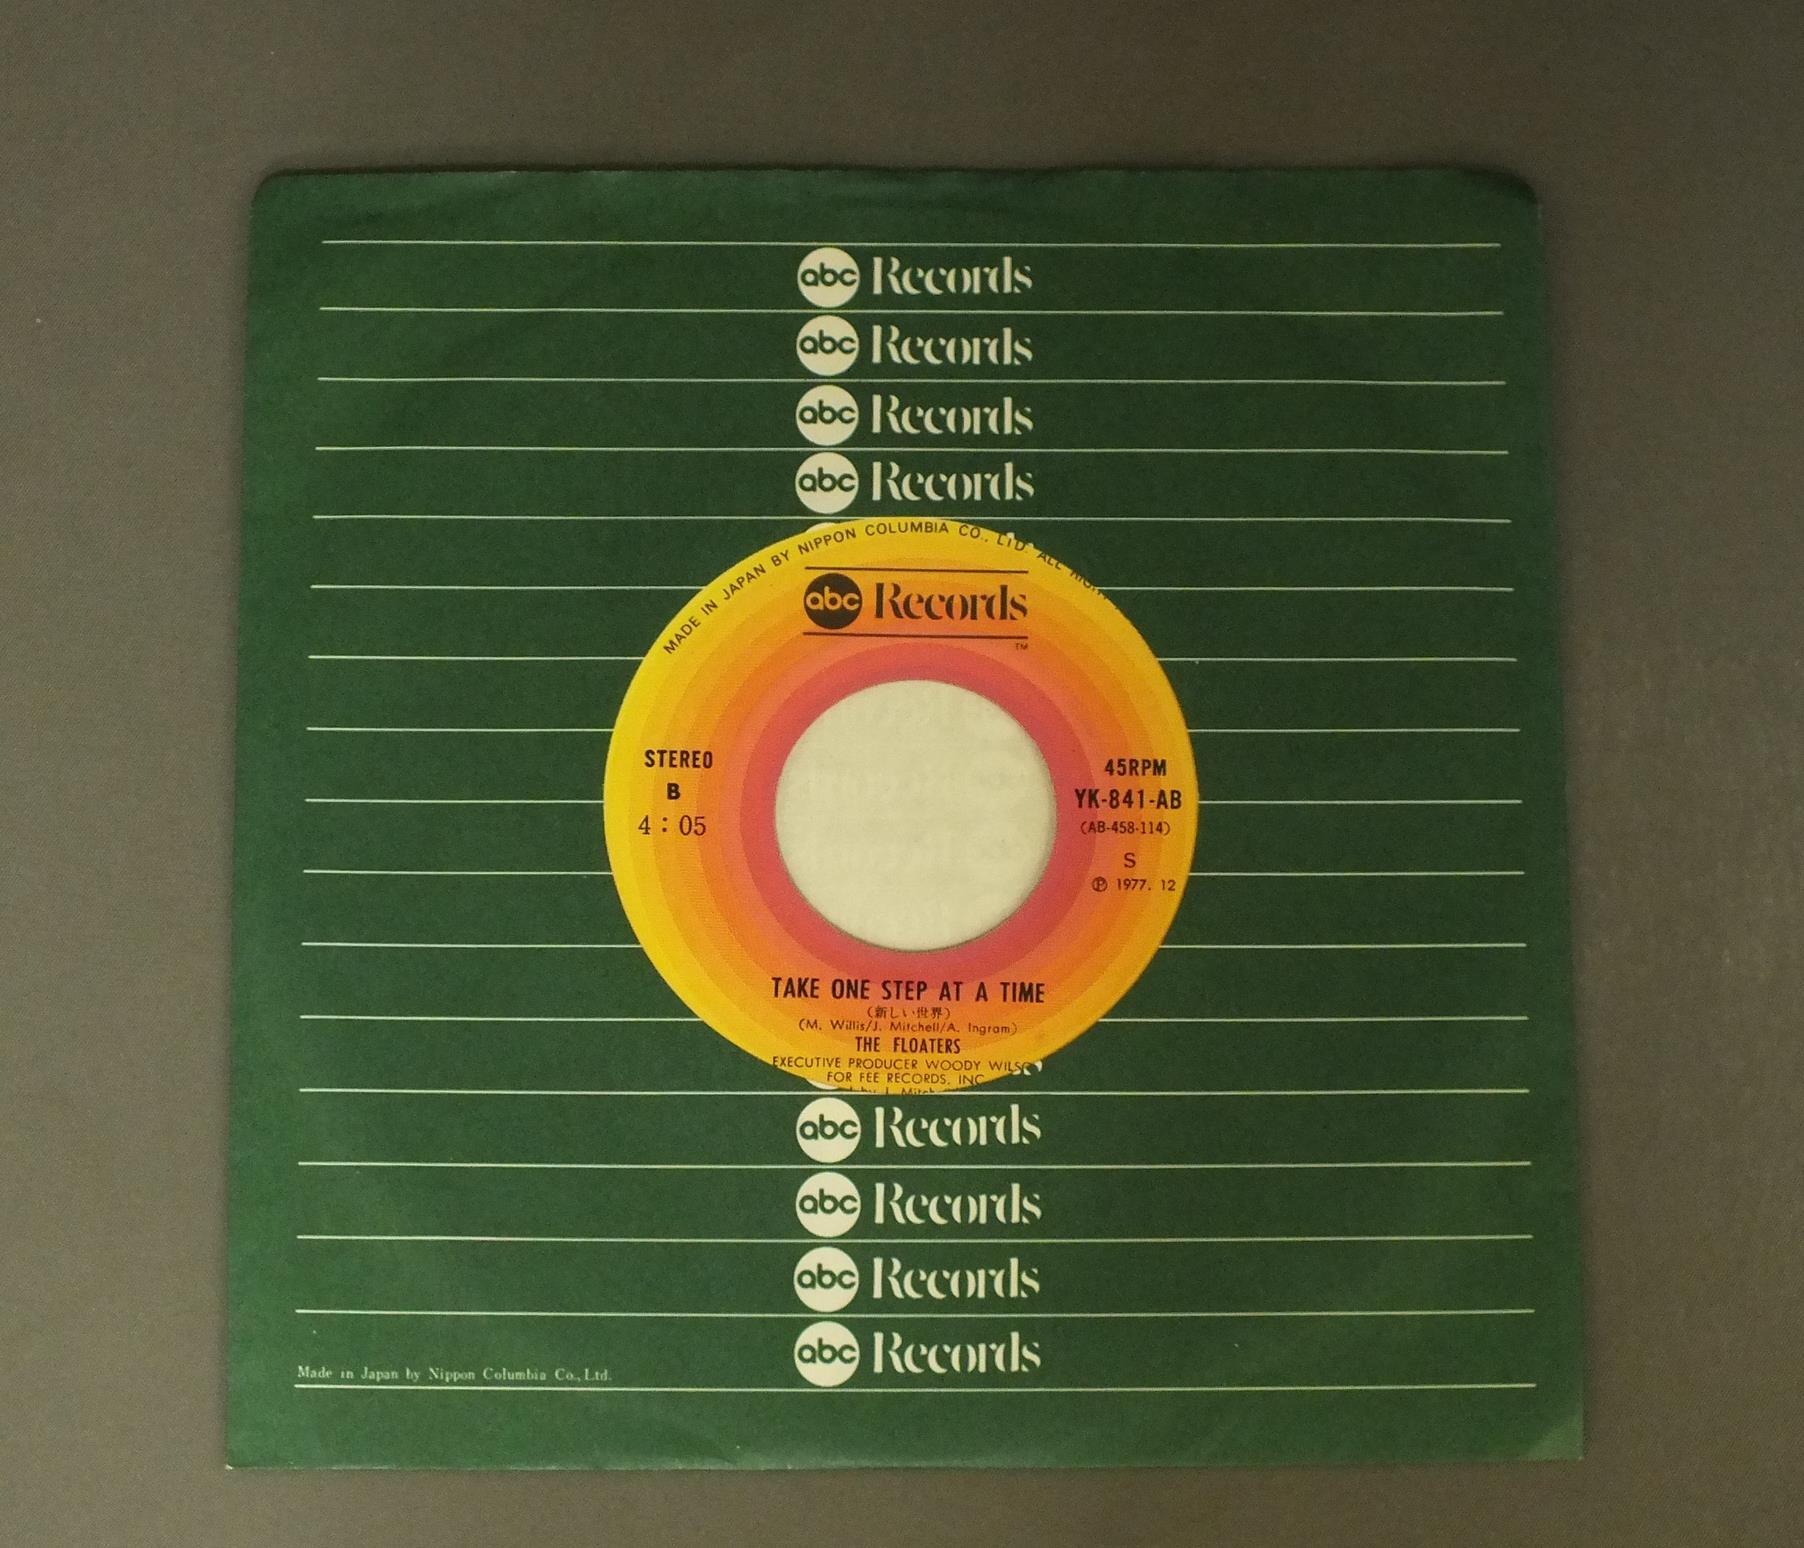 abc Records
abc Records
abc Records
abc Records
MADE IN JAPAN BY NIPPON COLUMBIA CO., LTD. ALL
abc Records
TM
STEREO
B
4:05
45RPM
YK-841-AB
(AB-458-114)
S
Ⓟ 1977. 12
TAKE ONE STEP AT A TIME
(新しい世界)
(M. Willis/J. Mitchell/A. Ingram)
THE FLOATERS
EXECUTIVE PRODUCER WOODY
FOR FEE RECORDS, INC
abc Records
abc Records
abc Records
abc Records
Made in Japan by Nippon Columbia Co., Ltd.